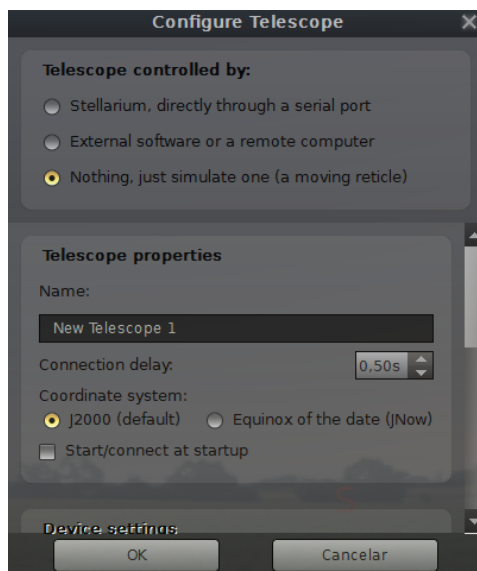 Configure Telescope
Telescope controlled by:
Stellarium, directly through a serial port
External software or a remote computer
Nothing, just simulate one (a moving reticle)
Telescope properties
Name:
New Telescope 1
Connection delay:
0.50s
Coordinate system:
J2000 (default) Equinox of the date (JNow)
Start/connect at startup
S
Device settings
OK Cancelar